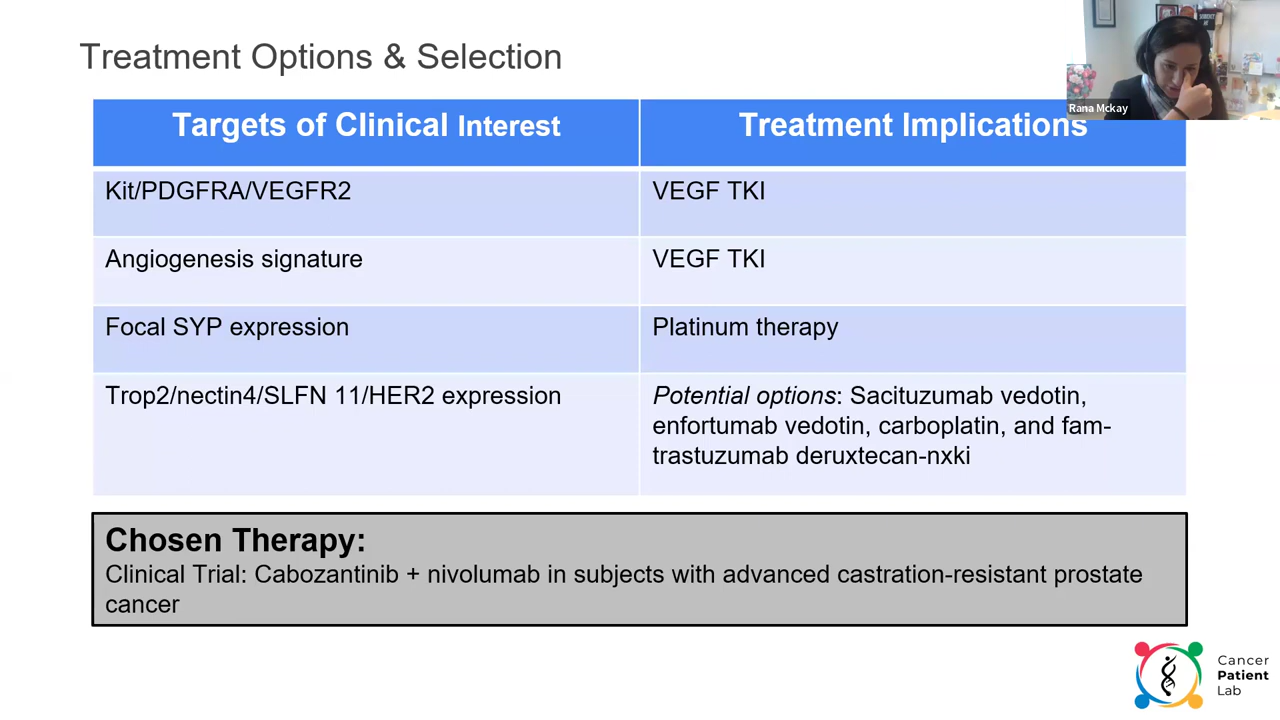 Treatment Options & Selection
Rana Mckay
Targets of Clinical Interest
Treatment Implications
Kit/PDGFRA/VEGFR2
VEGF TKI
Angiogenesis signature
VEGF TKI
Focal SYP expression
Platinum therapy
Trop2/nectin4/SLFN 11/HER2 expression
Potential options: Sacituzumab vedotin,
enfortumab vedotin, carboplatin, and fam-
trastuzumab deruxtecan-nxki
Chosen Therapy:
Clinical Trial: Cabozantinib + nivolumab in subjects with advanced castration-resistant prostate
cancer
Cancer
Patient
Lab